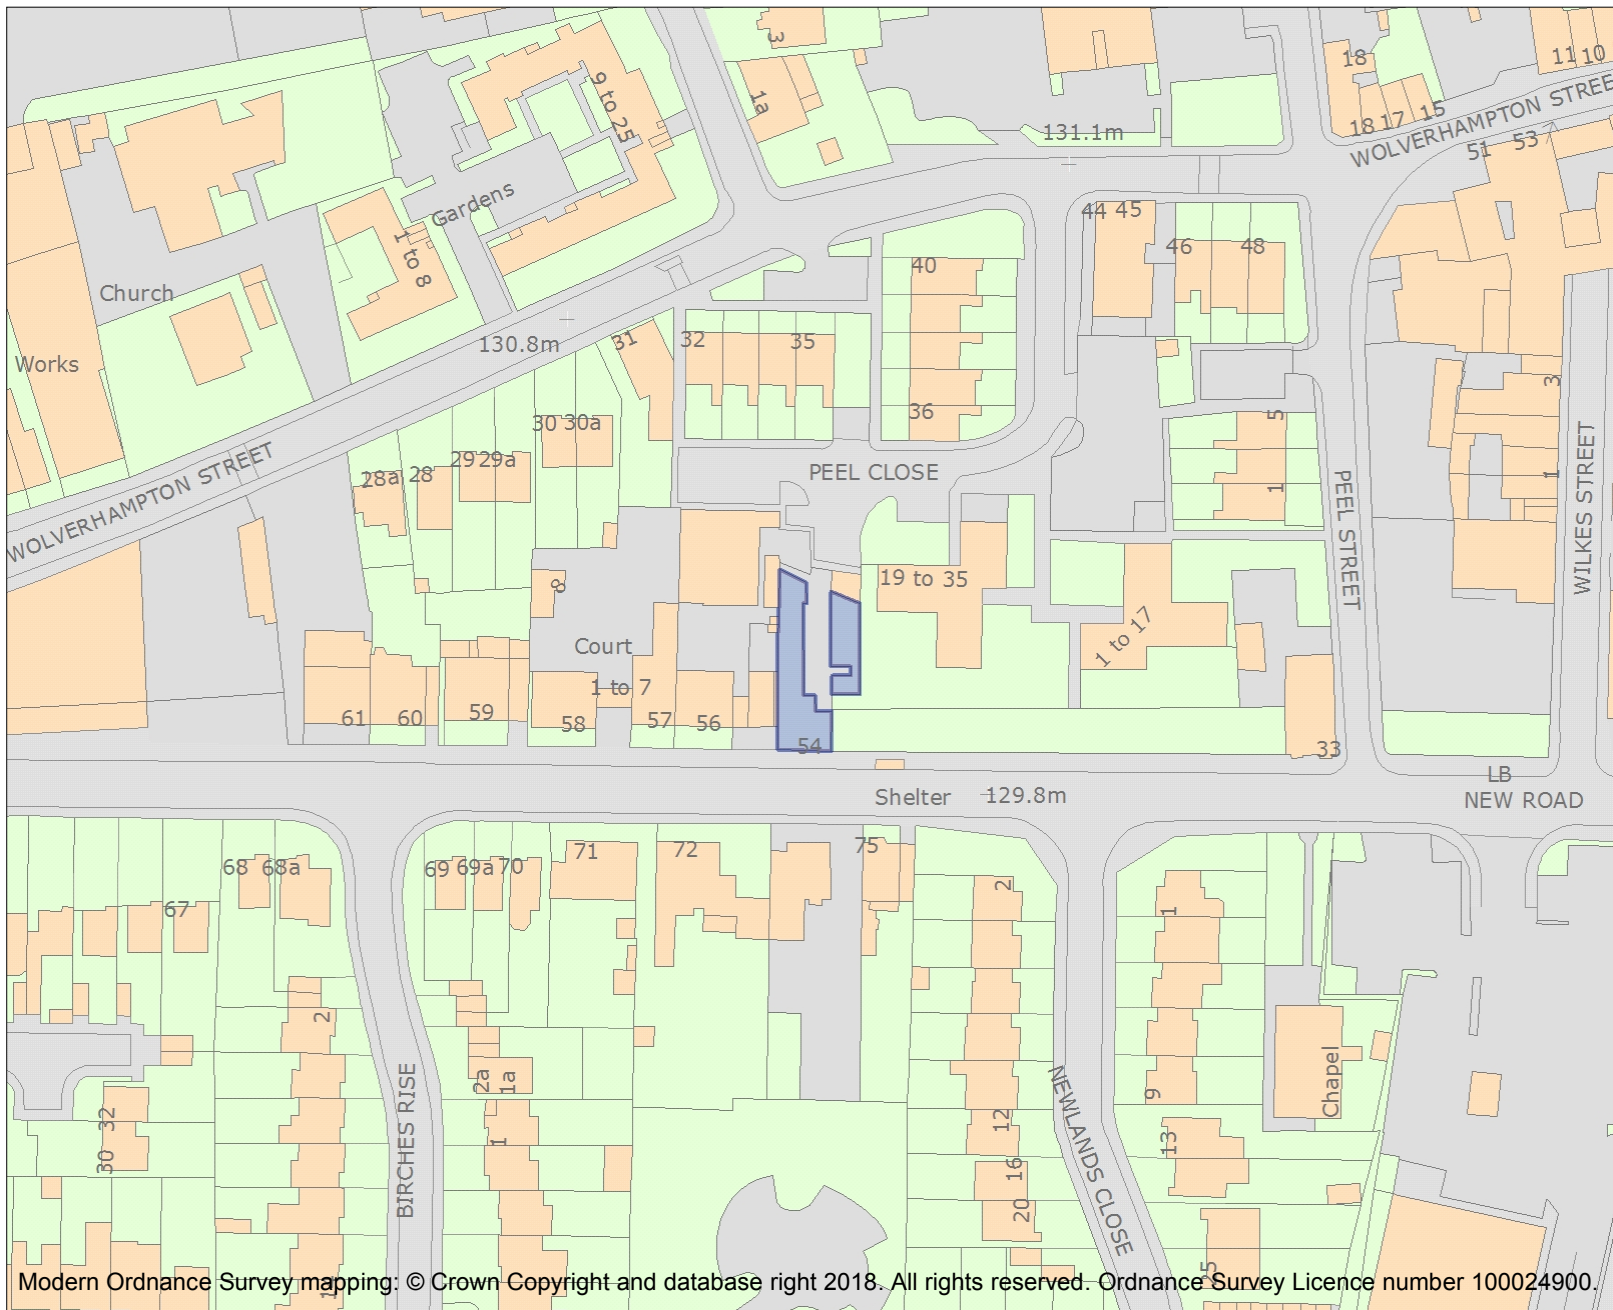 3
18
11 10
9 to 25
1a
18 17 15
WOLVERHAMPTON STREE
131.1m
51 53
Gardens
44 45
46 48
1 to 8
Church
40
130.8m
31
32 35
Works
36
3
5
30 30a
WOLVERHAMPTON STREET
28a 28 29 29a
PEEL CLOSE
1
1
PEEL STREET
WILKES STREET
8
19 to 35
Court
1 to 17
1 to 7
61 60 59 58 57 56
54
33
LB
Shelter 129.8m
NEW ROAD
75
68 68a
69 69a 70 71 72
67
2
1
2
2a 1a
Chapel
9
BIRCHES RISE
NEWLANDS CLOSE
32
30
1
12
13
16
20
25
Modern Ordnance Survey mapping: © Crown Copyright and database right 2018. All rights reserved. Ordnance Survey Licence number 100024900.